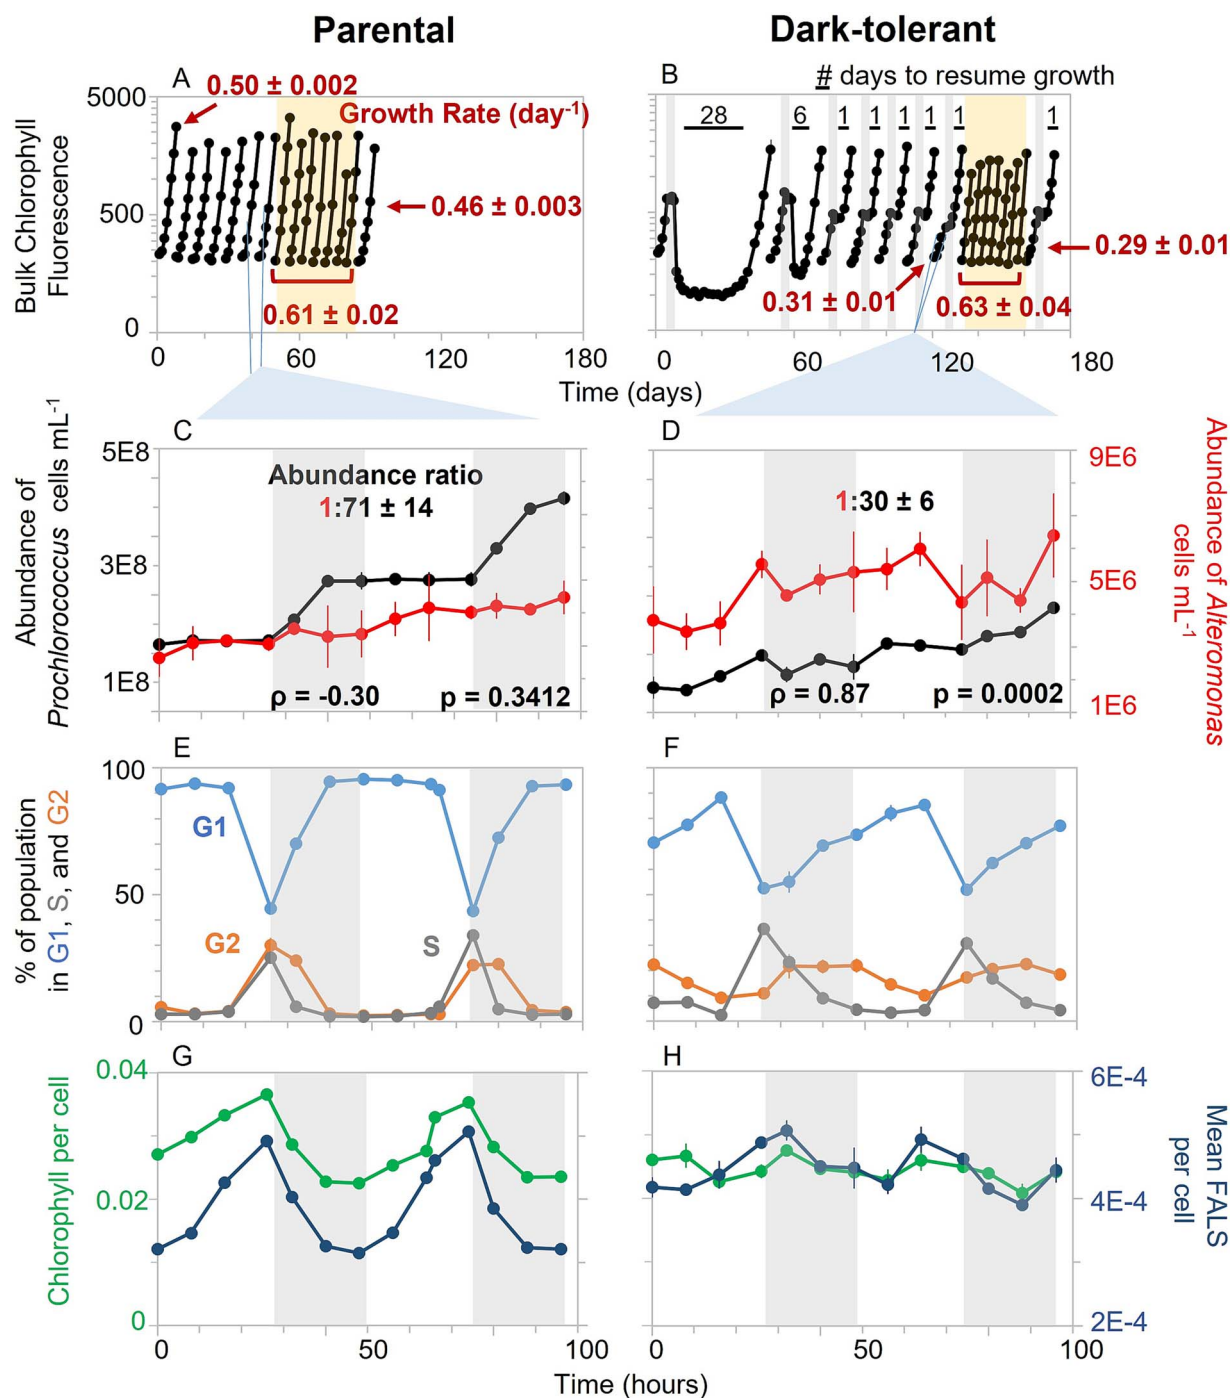 Parental
Dark-tolerant
A
0.50 ± 0.002
Growth Rate (day-1)
0.46 ± 0.003
0.61 ± 0.02
Bulk Chlorophyll
Fluorescence
5000
500
0
0
60
120
180
B
# days to resume growth
28
6
1
1
1
1
1
1
0.29 ± 0.01
0.31 ± 0.01
0.63 ± 0.04
0
60
120
180
Time (days)
C
Abundance of
Prochlorococcus cells mL-1
5E8
3E8
1E8
Abundance ratio
1:71 ± 14
ρ = -0.30
p = 0.3412
D
1:30 ± 6
ρ = 0.87
p = 0.0002
9E6
5E6
1E6
Abundance of Alteromonas
cells mL-1
E
% of population
in G1, S, and G2
100
50
0
G1
G2
S
F
G
Chlorophyll per cell
0.04
0.02
0
0
50
100
H
6E-4
4E-4
2E-4
Mean FALS
per cell
0
50
100
Time (hours)